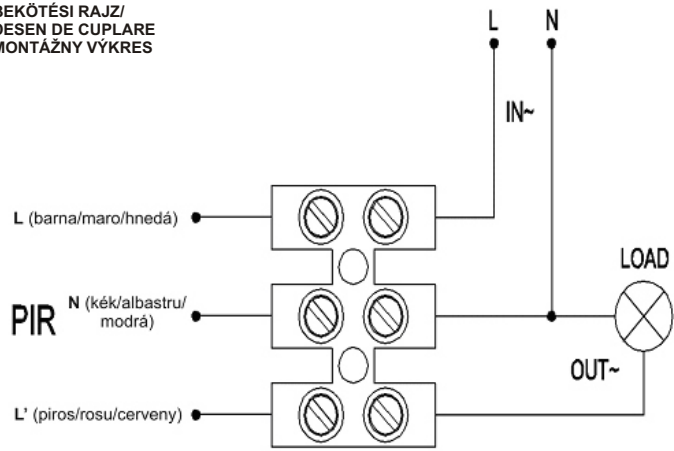 BEKÖTÉSI RAJZ/
DESEN DE CUPLARE
MONTÁŽNY VÝKRES
L N
IN~
L (barna/maro/hnedá)
LOAD
PIR
N (kék/albastru/
modrá)
OUT~
L' (piros/rosu/cerveny)